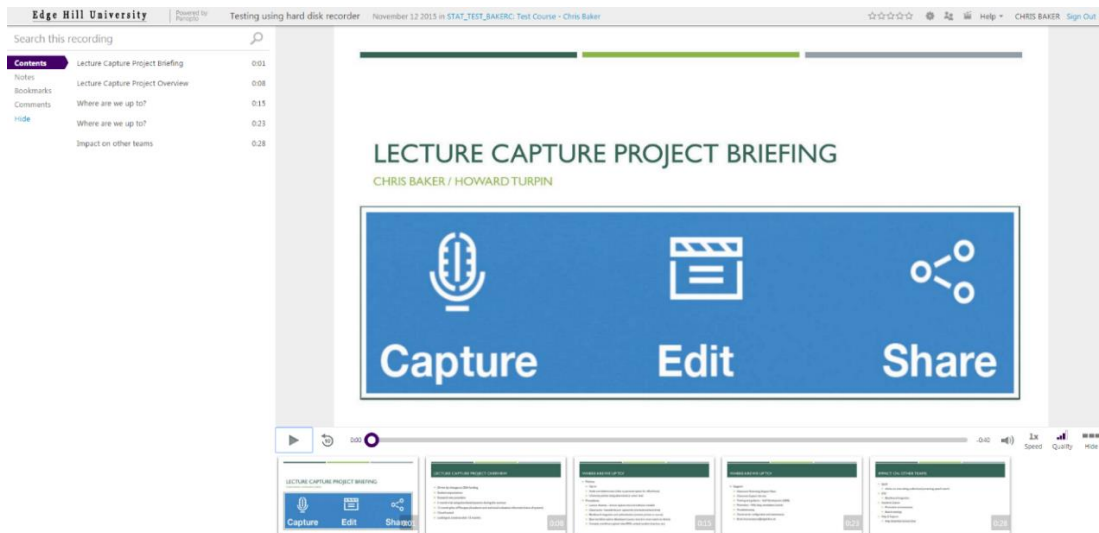 Edge Hill University
Powered by
Panopto
Testing using hard disk recorder November 12 2015 in STAT_TEST_BAKERC: Test Course - Chris Baker
Help
CHRIS BAKER Sign Out
Search this recording
Contents
Notes
Bookmarks
Comments
Hide
Lecture Capture Project Briefing 0:01
Lecture Capture Project Overview 0:08
Where are we up to? 0:15
Where are we up to? 0:23
Impact on other teams 0:28
LECTURE CAPTURE PROJECT BRIEFING
CHRIS BAKER / HOWARD TURPIN
Capture Edit Share
10
0:00
-0:42
1x
Speed
Quality
Hide
LECTURE CAPTURE PROJECT BRIEFING
Capture Edit
LECTURE CAPTURE PROJECT OVERVIEW
0:08
WHERE ARE WE UP TO?
0:15
WHERE ARE WE UP TO?
0:23
IMPACT ON OTHER TEAMS
0:28